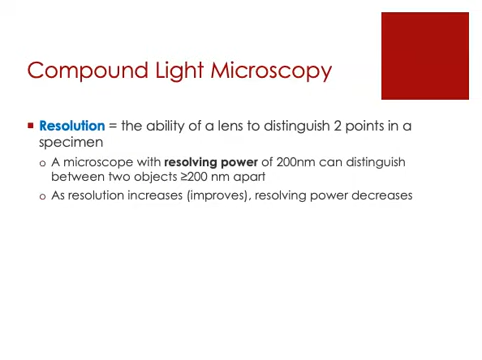 Compound Light Microscopy
■ Resolution = the ability of a lens to distinguish 2 points in a
specimen
o A microscope with resolving power of 200nm can distinguish
between two objects ≥200 nm apart
o As resolution increases (improves), resolving power decreases